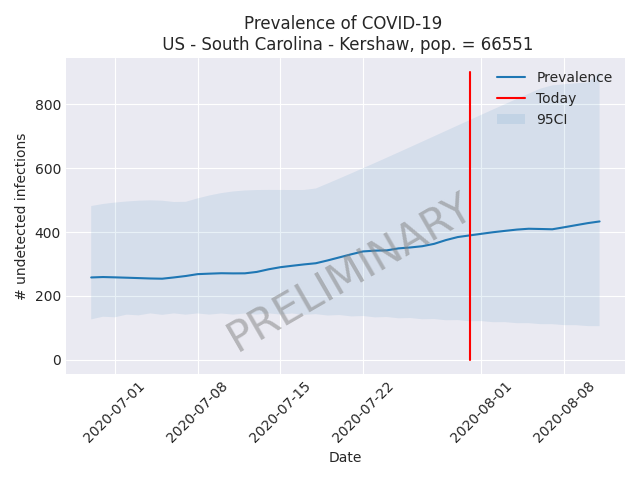 Prevalence of COVID-19
US - South Carolina - Kershaw, pop. = 66551
Prevalence
Today
95CI
800
600
400
200
0
# undetected infections
PRELIMINARY
2020-07-01
2020-07-08
2020-07-15
2020-07-22
2020-08-01
2020-08-08
Date